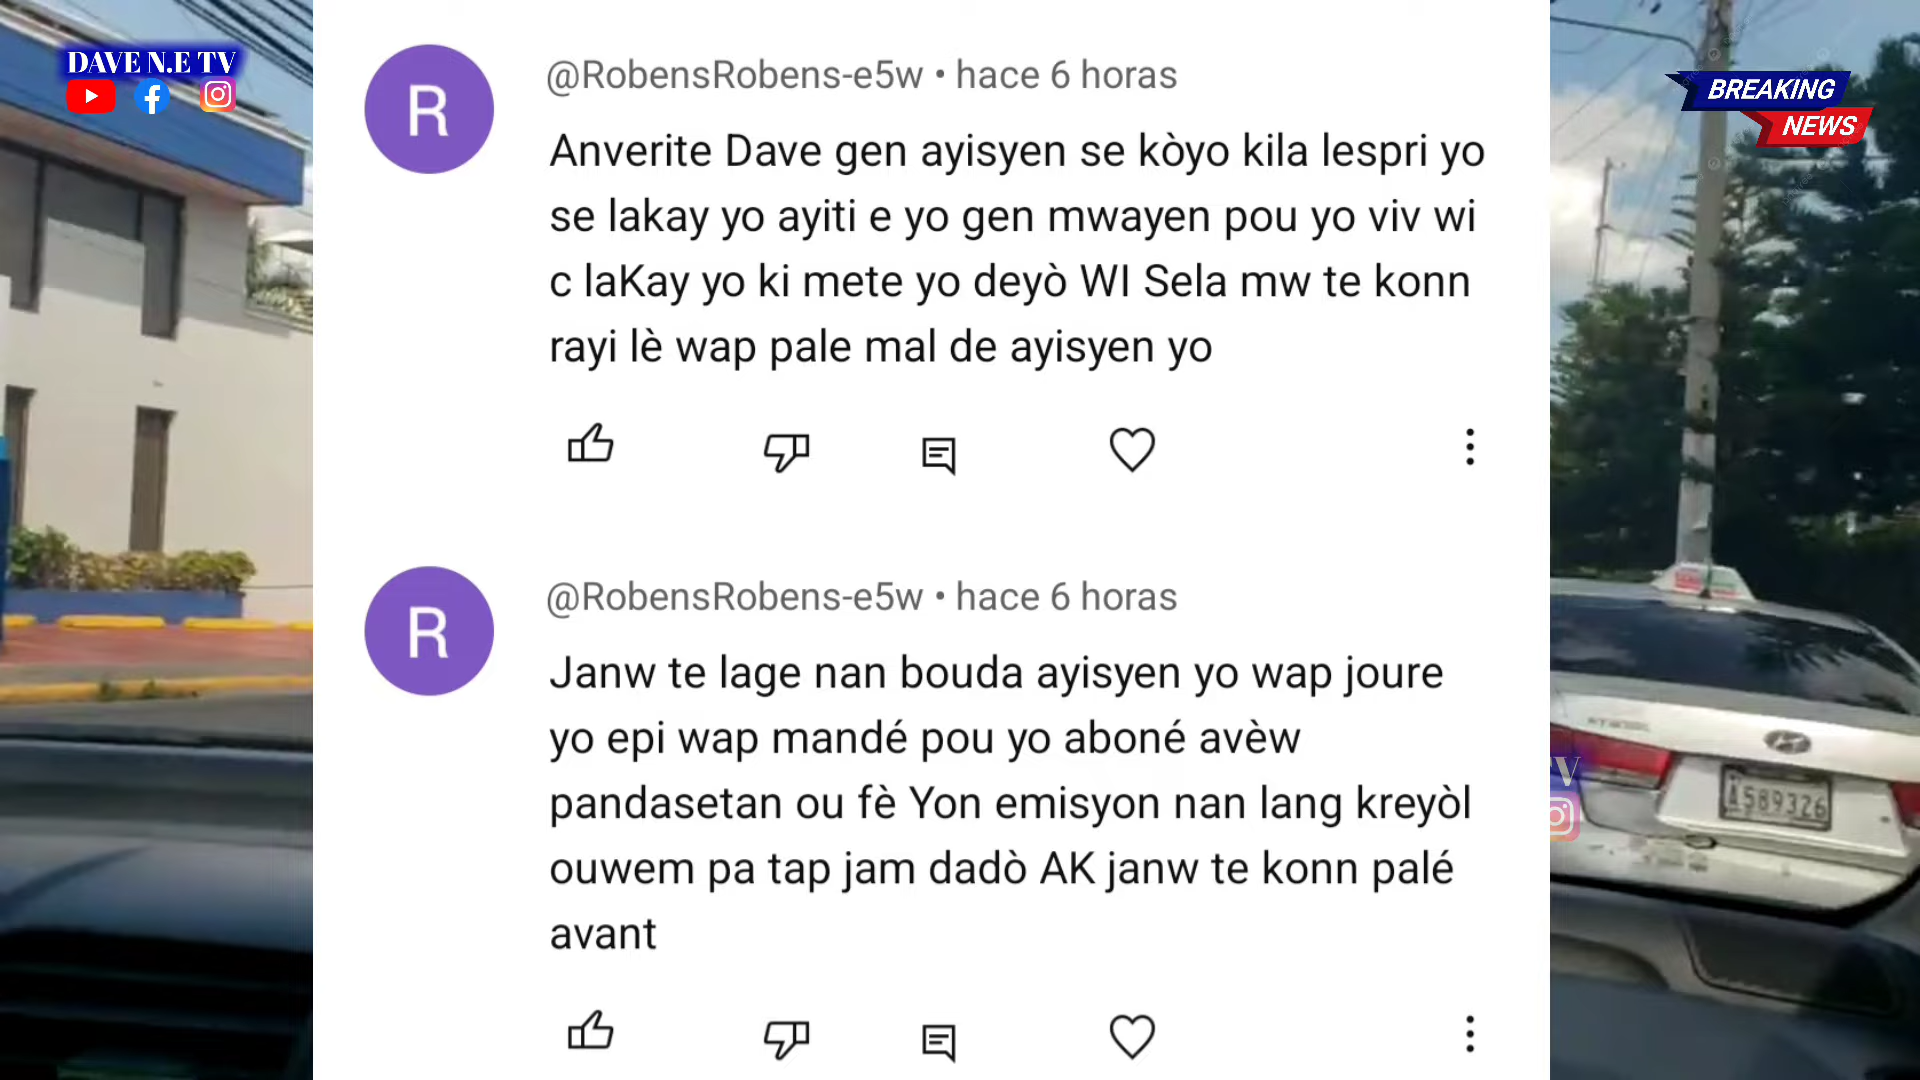 DAVE N.E TV
BREAKING
NEWS
R
@RobensRobens-e5w • hace 6 horas
Anverite Dave gen ayisyen se kòyo kila lespri yo
se lakay yo ayiti e yo gen mwayen pou yo viv wi
c laKay yo ki mete yo deyò WI Sela mw te konn
rayi lè wap pale mal de ayisyen yo
R
@RobensRobens-e5w • hace 6 horas
Janw te lage nan bouda ayisyen yo wap joure
yo epi wap mandé pou yo aboné avèw
pandasetan ou fè Yon emisyon nan lang kreyòl
ouwem pa tap jam dadò AK janw te konn palé
avant
TV
A589326